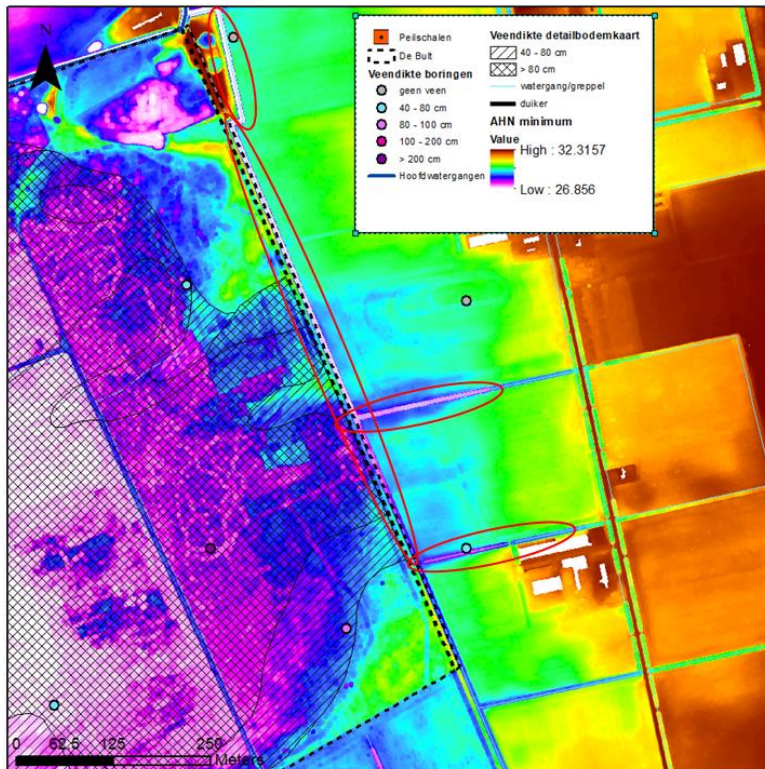 N
Peilschalen
De Bult
Veendikte boringen
geen veen
40 - 80 cm
80 - 100 cm
100 - 200 cm
> 200 cm
Hoofdwatergangen
Veendikte detailbodemkaart
40 - 80 cm
> 80 cm
watergang/greppel
duiker
AHN minimum
Value
High : 32.3157
Low : 26.856
0 62,5 125 250
Meters